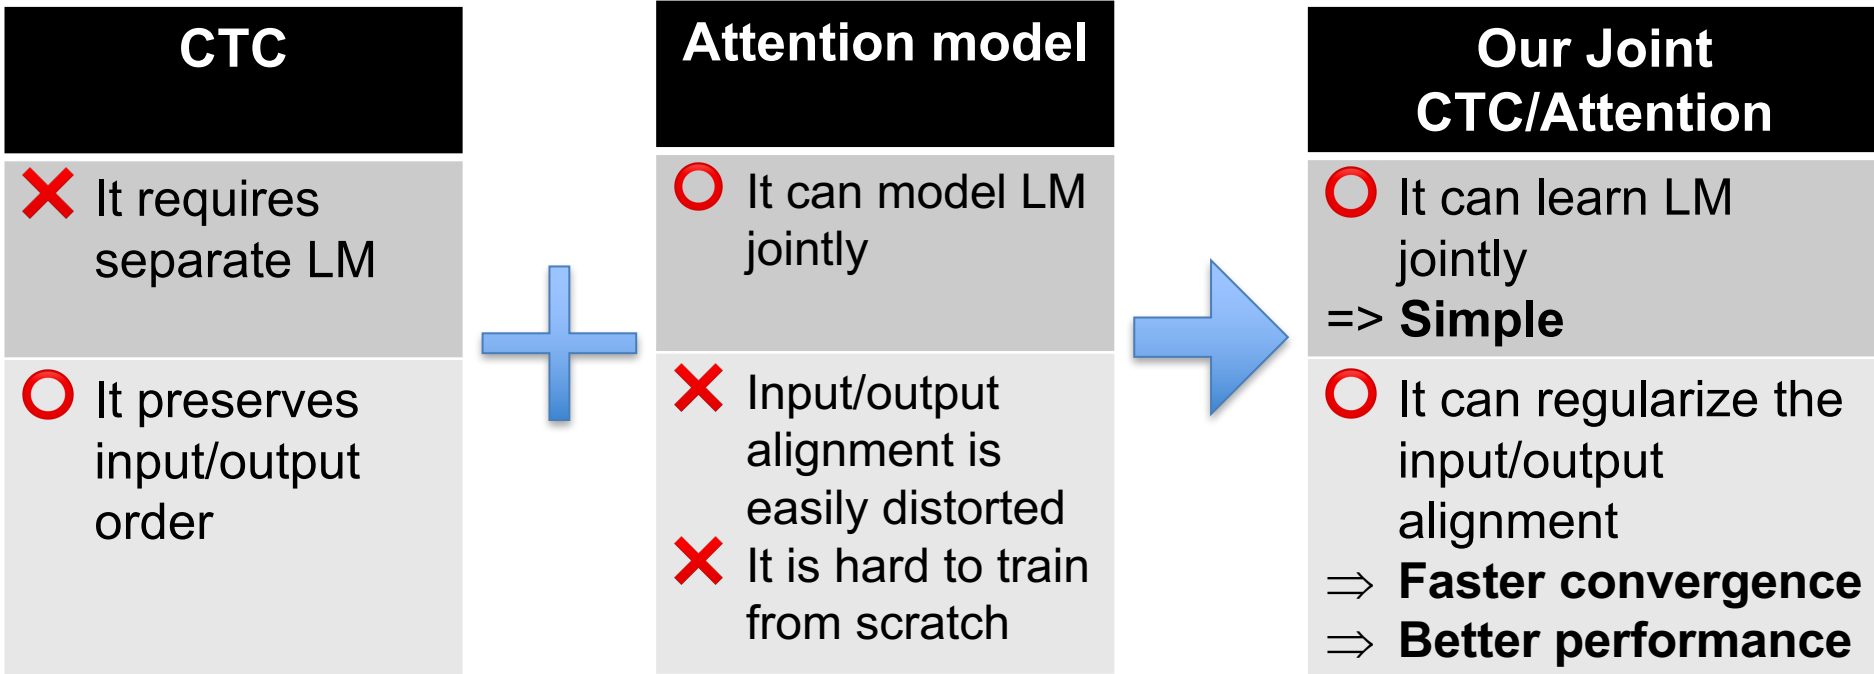 CTC
It requires
separate LM
It preserves
input/output
order
Attention model
It can model LM
jointly
Input/output
alignment is
easily distorted
It is hard to train
from scratch
Our Joint
CTC/Attention
It can learn LM
jointly
=> Simple
It can regularize the
input/output
alignment
⇒ Faster convergence
⇒ Better performance